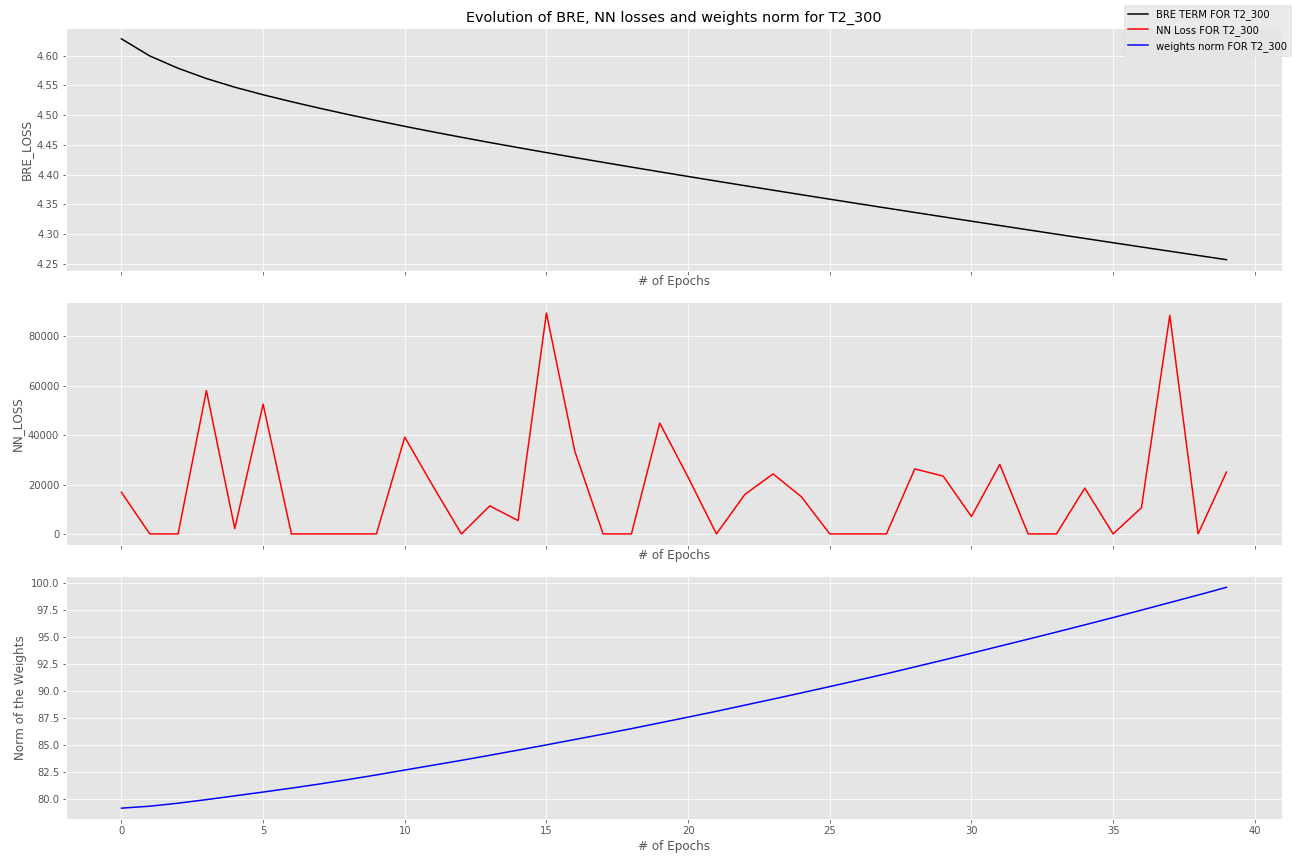 Evolution of BRE, NN losses and weights norm for T2_300
BRE TERM FOR T2_300
NN Loss FOR T2_300
weights norm FOR T2_300
BRE_LOSS
4.60
4.55
4.50
4.45
4.40
4.35
4.30
4.25
# of Epochs
NN_LOSS
80000
60000
40000
20000
0
# of Epochs
Norm of the Weights
100.0
97.5
95.0
92.5
90.0
87.5
85.0
82.5
80.0
0 5 10 15 20 25 30 35 40
# of Epochs